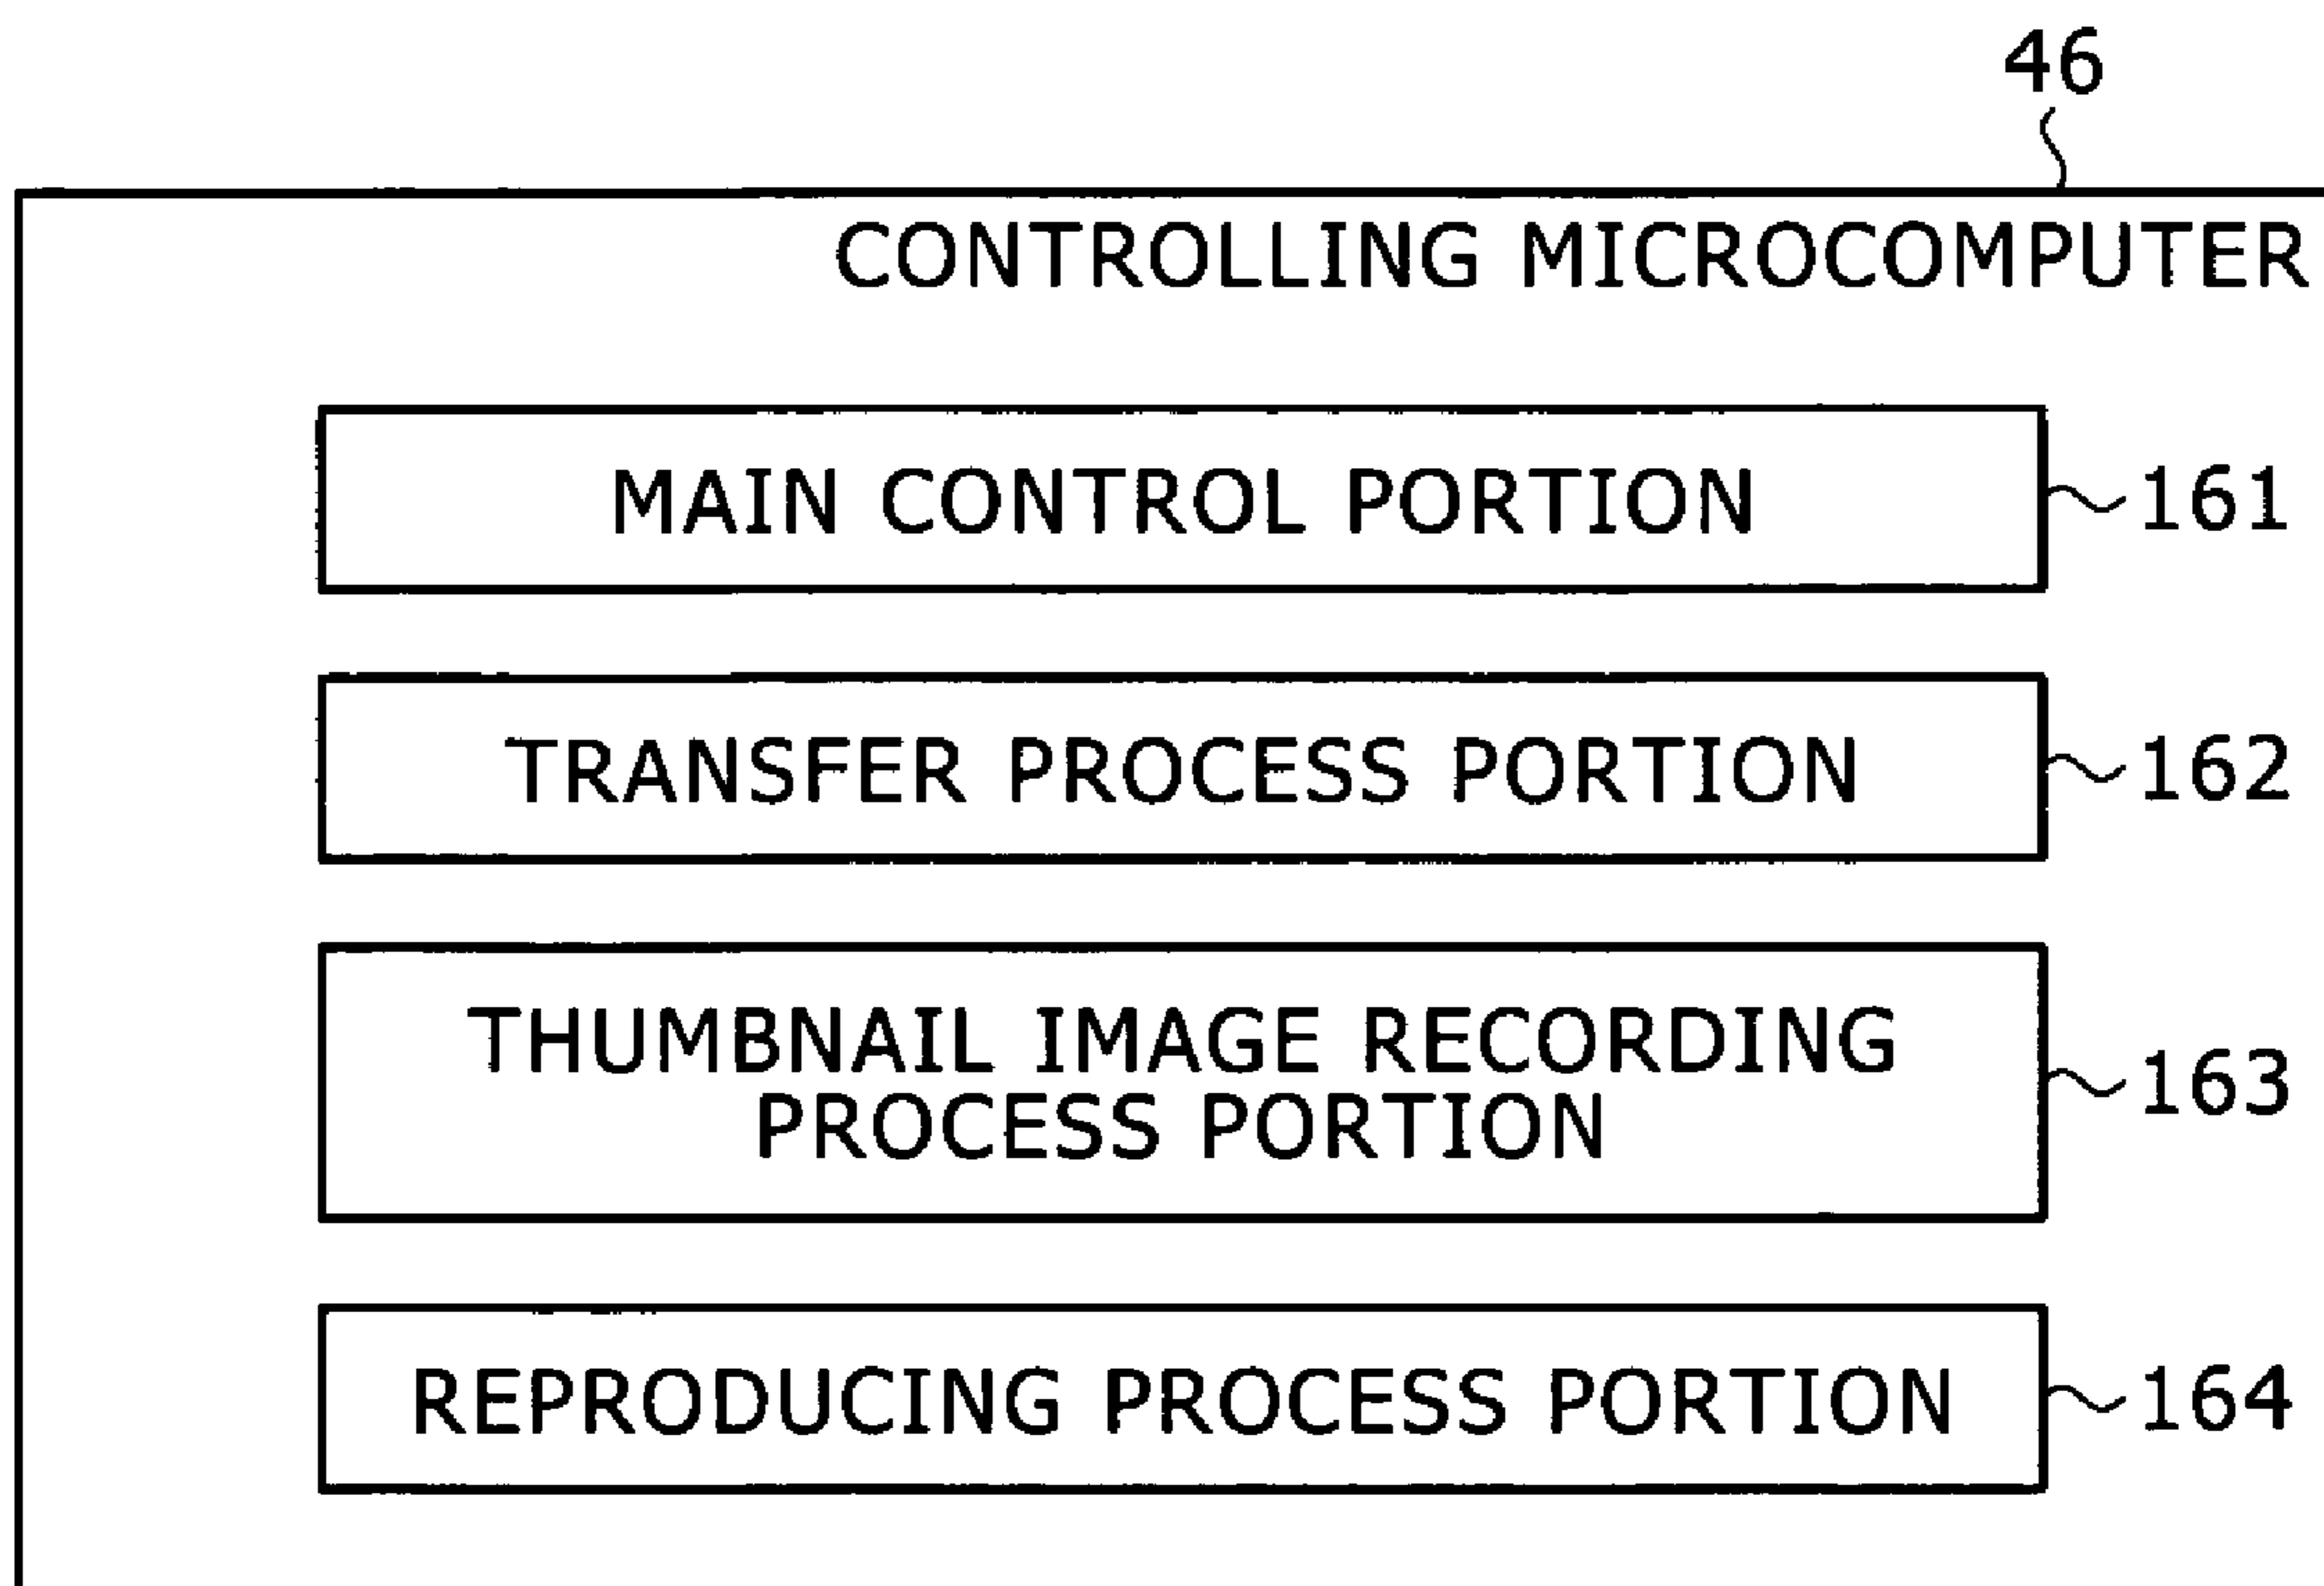 46
CONTROLLING MICROCOMPUTER
MAIN CONTROL PORTION
161
TRANSFER PROCESS PORTION
162
THUMBNAIL IMAGE RECORDING
PROCESS PORTION
163
REPRODUCING PROCESS PORTION
164